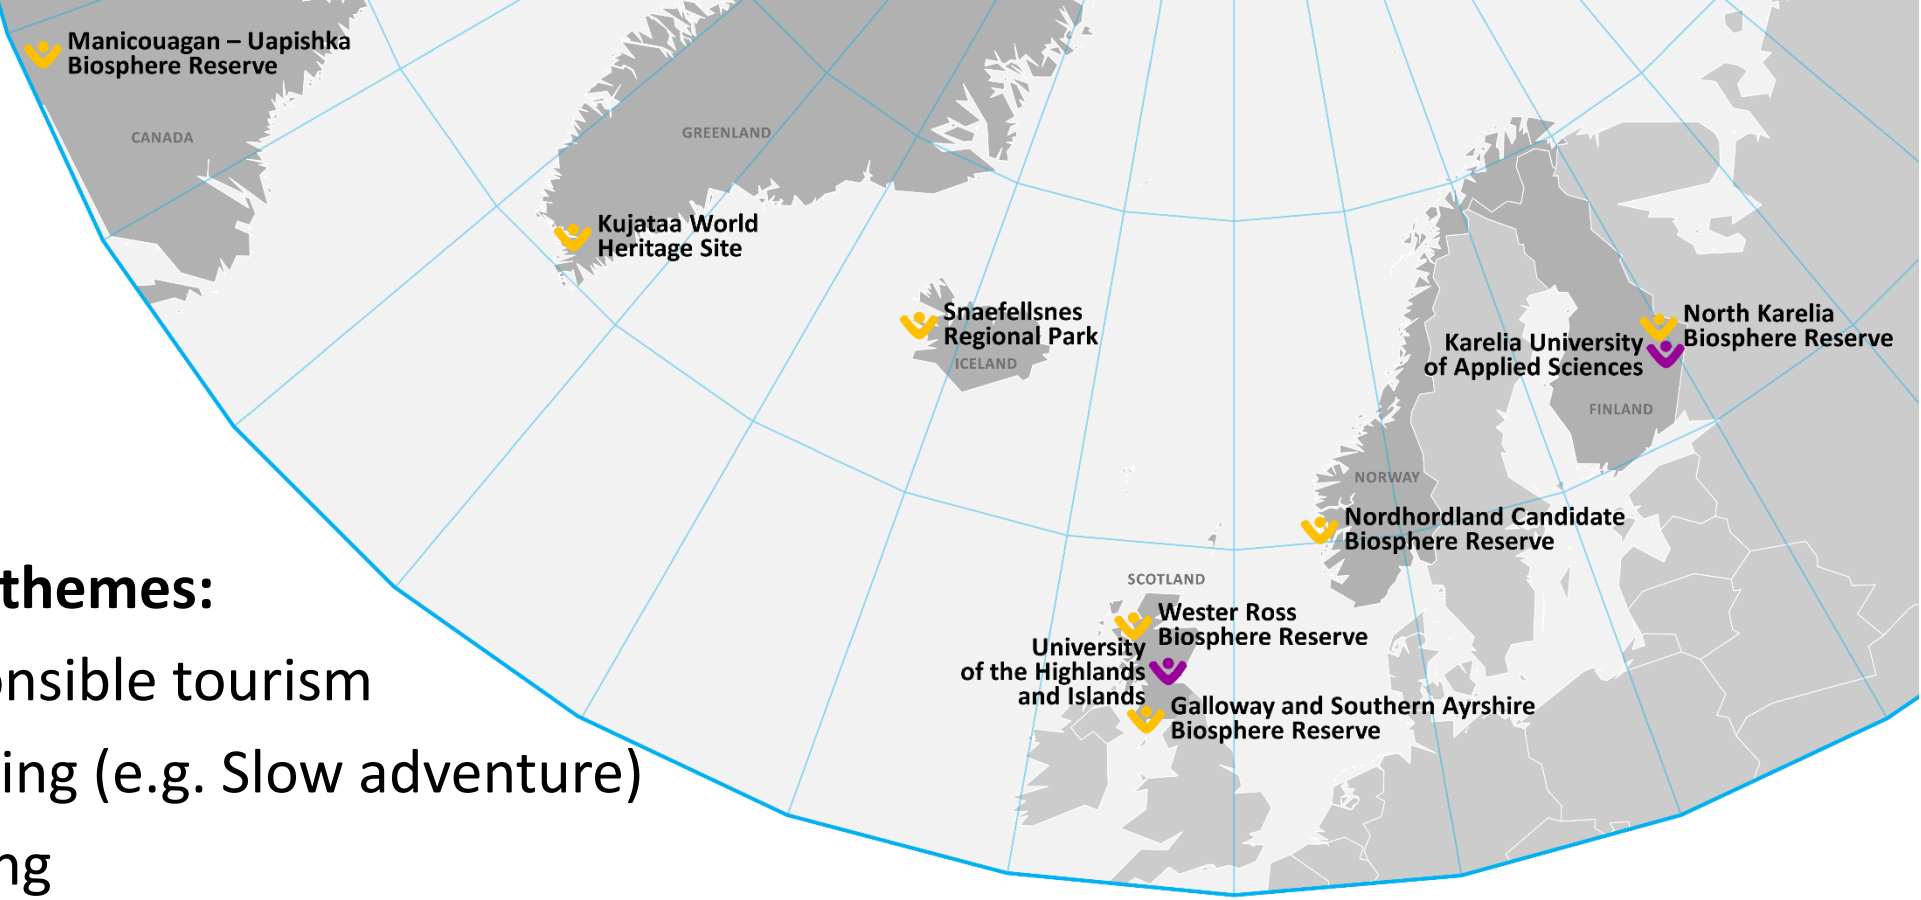 Manicouagan – Uapishka
Biosphere Reserve
CANADA
GREENLAND
Kujataa World
Heritage Site
Snaefellsnes
Regional Park
ICELAND
North Karelia
Biosphere Reserve
Karelia University
of Applied Sciences
FINLAND
NORWAY
Nordhordland Candidate
Biosphere Reserve
SCOTLAND
Wester Ross
Biosphere Reserve
University
of the Highlands
and Islands
Galloway and Southern Ayrshire
Biosphere Reserve
themes:
onsible tourism
ing (e.g. Slow adventure)
ng